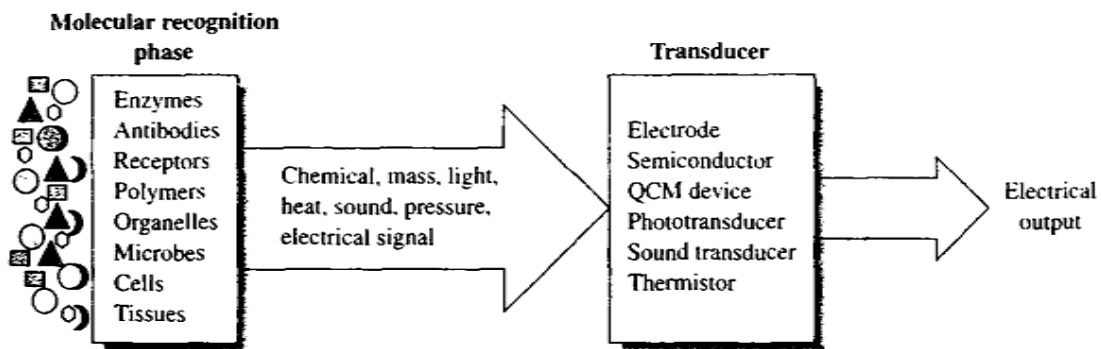 Molecular recognition
phase
Enzymes
Antibodies
Receptors
Polymers
Organelles
Microbes
Cells
Tissues
Chemical, mass, light,
heat, sound, pressure,
electrical signal
Transducer
Electrode
Semiconductor
QCM device
Phototransducer
Sound transducer
Thermistor
Electrical
output